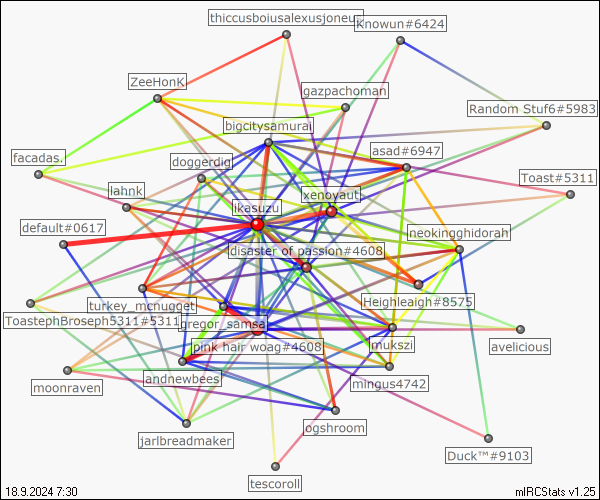 thiccusboiusalexusjoneu
Knowun#6424
ZeeHonK
gazpachoman
Random Stuf6#5983
bigcitysamurai
asad#6947
facadas.
doggerdig
Toast#5311
lahnk
xenoyaut
ikasuzu
default#0617
neokingghidorah
disaster of passion#4608
Heighleaigh#8575
turkey_mcnugget
ToastephBroseph5311#5311
gregor_samsa
pink hair woag#4608
mukszi
avelicious
moonraven
andnewbees
mingus4742
ogshroom
jarlbreadmaker
Duck™#9103
tescoroll
18.9.2024 7:30
mIRCStats v1.25